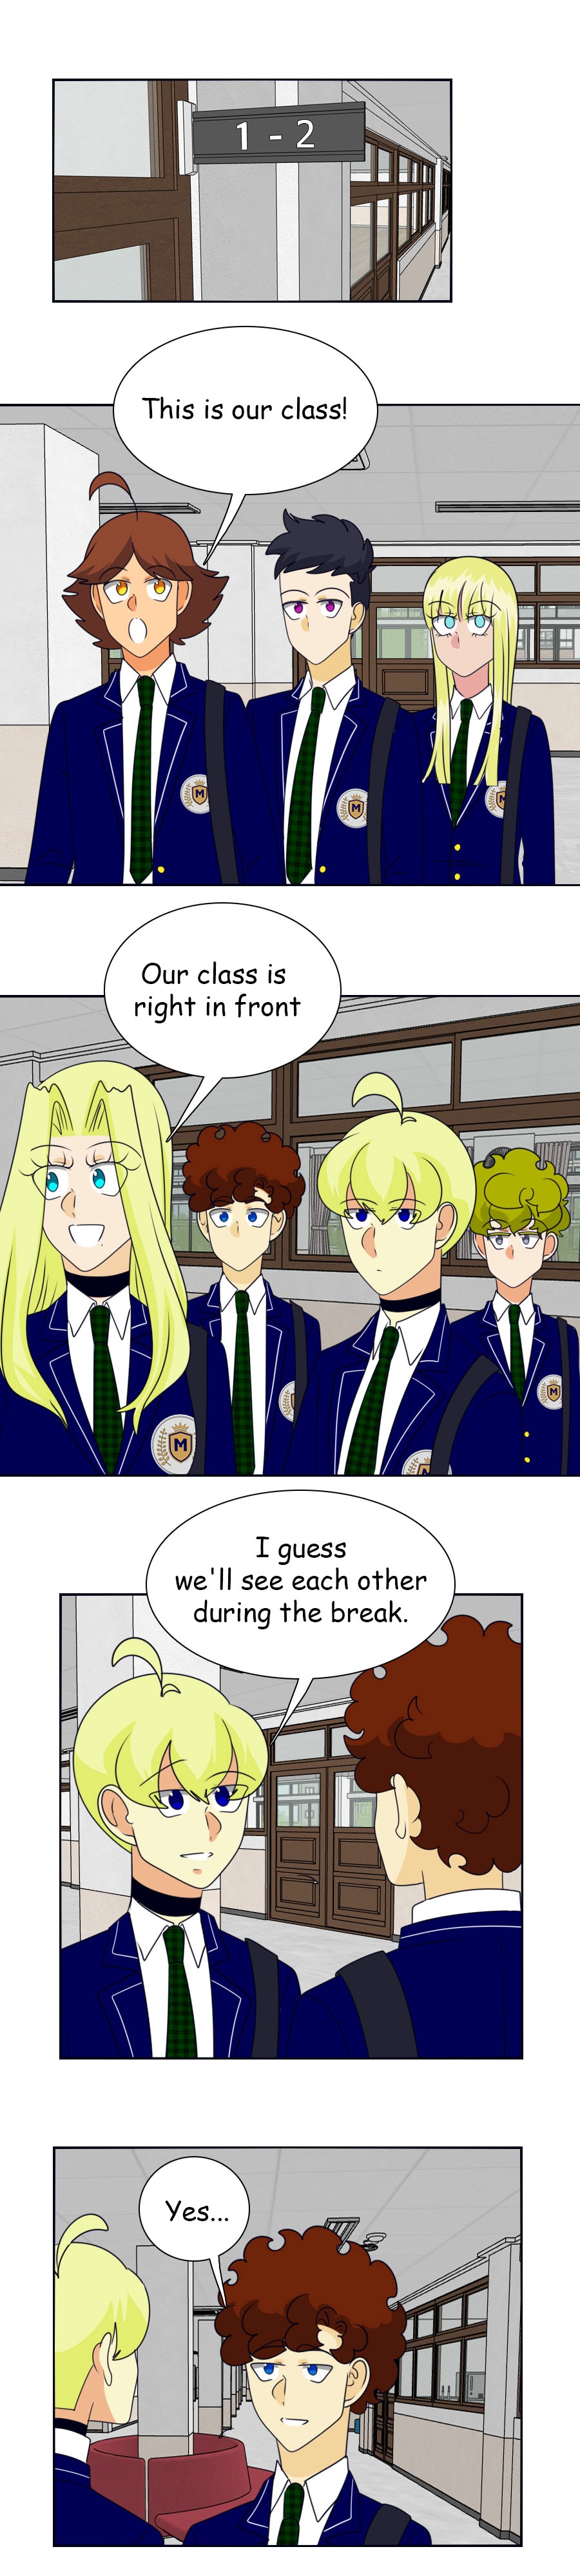 1 - 2
This is our class!
M
M
M
Our class is
right in front
M
M
I guess
we'll see each other
during the break.
Yes...